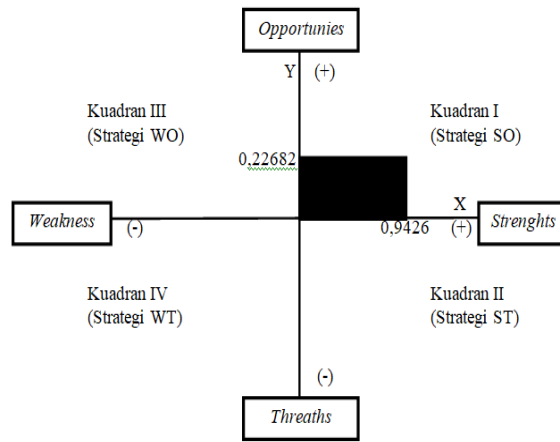 Opportunies
Y (+)
Kuadran III
(Strategi WO)
Kuadran I
(Strategi SO)
0,22682
Weakness
(-)
0,9426
X
(+)
Strenghts
Kuadran IV
(Strategi WT)
Kuadran II
(Strategi ST)
(-)
Threaths